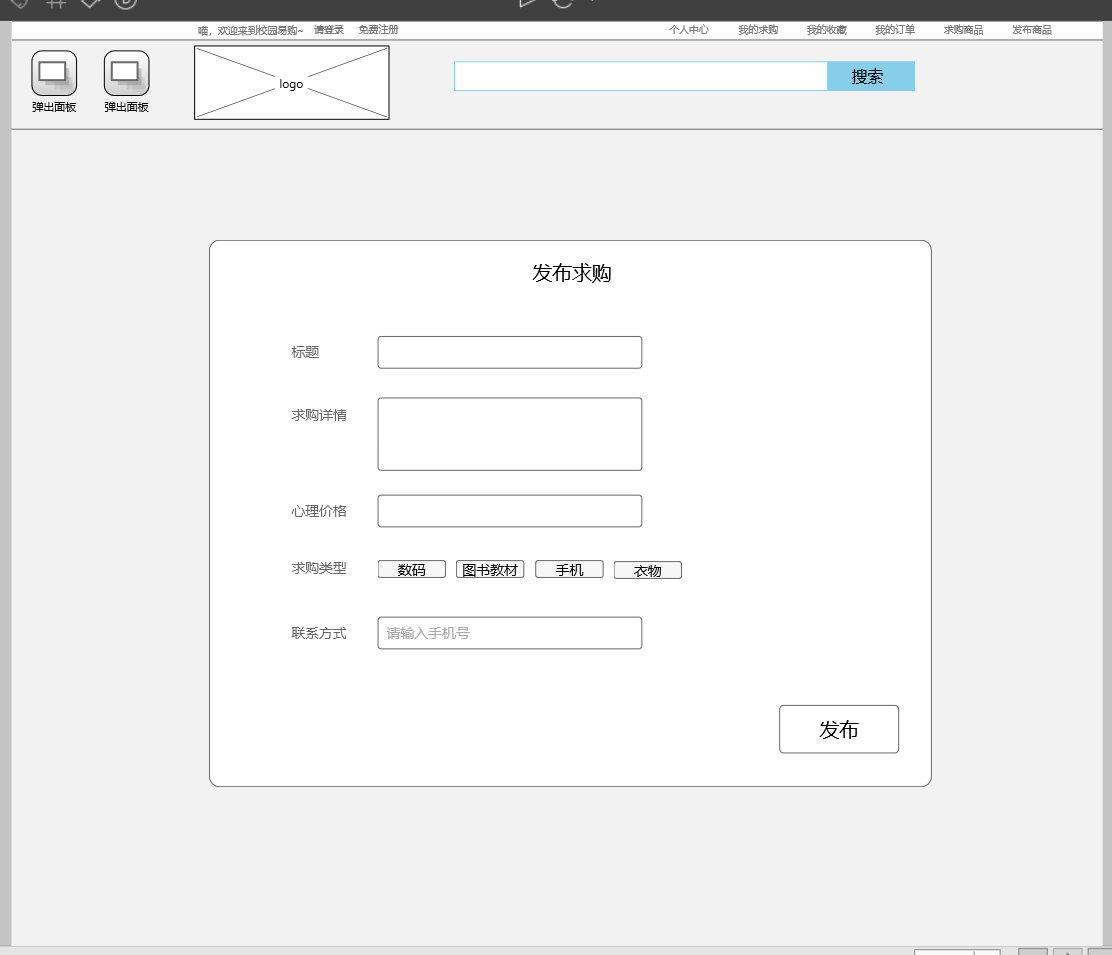 喵，欢迎来到校园易购~ 请登录 免费注册 个人中心 我的求购 我的收藏 我的订单 求购商品 发布商品
logo
搜索
弹出面板 弹出面板
发布求购
标题
求购详情
心理价格
求购类型 数码 图书教材 手机 衣物
联系方式 请输入手机号
发布